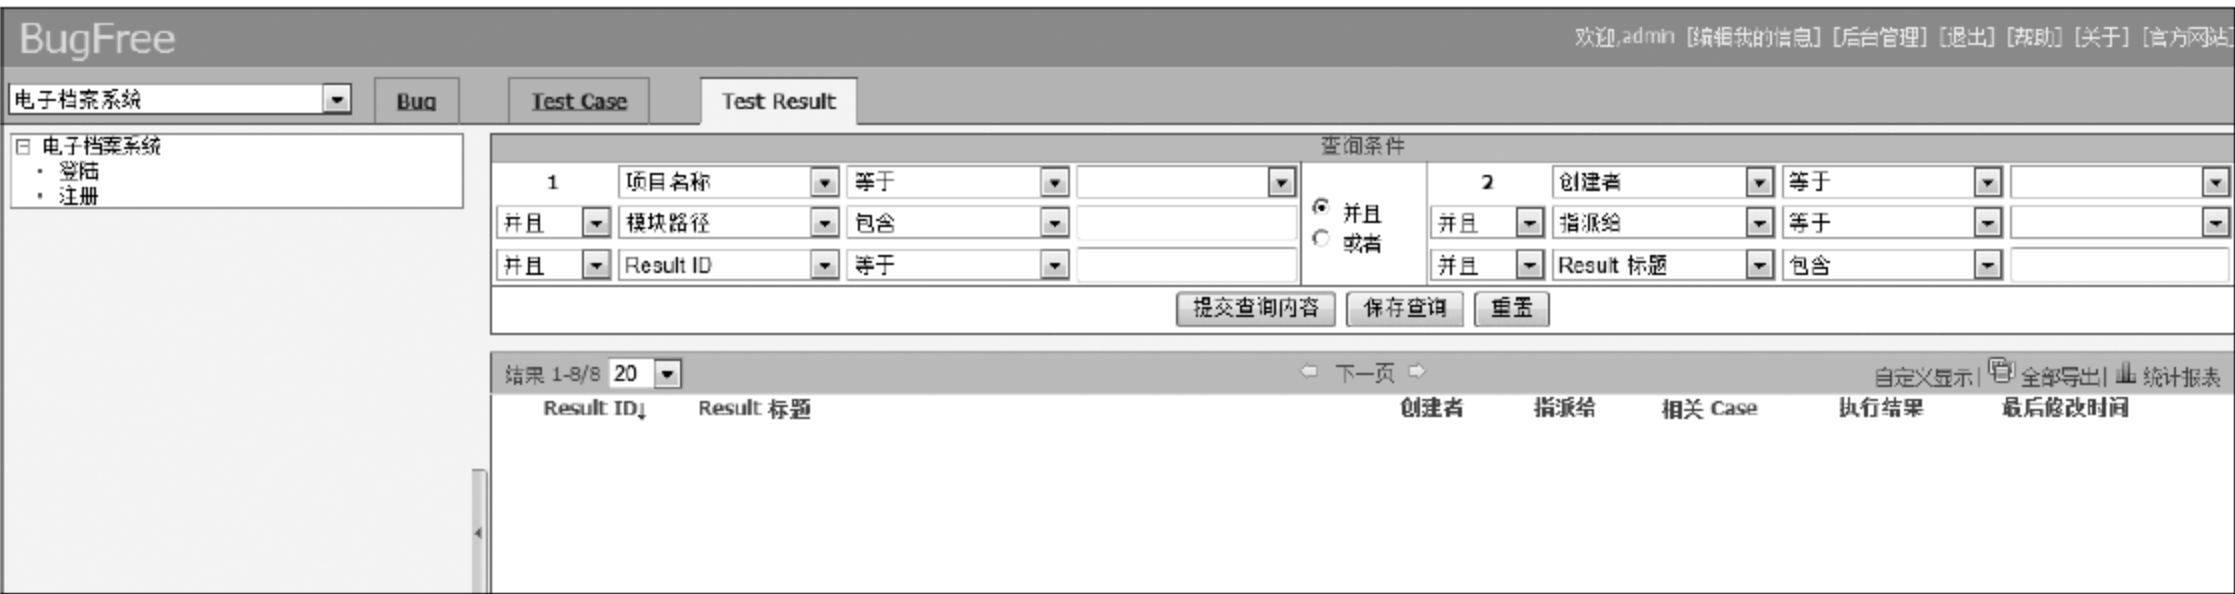 BugFree
欢迎,admin [编辑我的信息] [后台管理] [退出] [帮助] [关于] [官方网站]
电子档案系统 Bug Test Case Test Result
电子档案系统
登陆
注册
查询条件
1 项目名称 等于 并且 2 创建者 等于
并且 模块路径 包含 或者 并且 指派给 等于
并且 Result ID 等于 并且 Result 标题 包含
提交查询内容 保存查询 重置
结果 1-8/8 20 下一页 自定义显示| 全部导出| 统计报表
Result ID↓ Result 标题 创建者 指派给 相关 Case 执行结果 最后修改时间